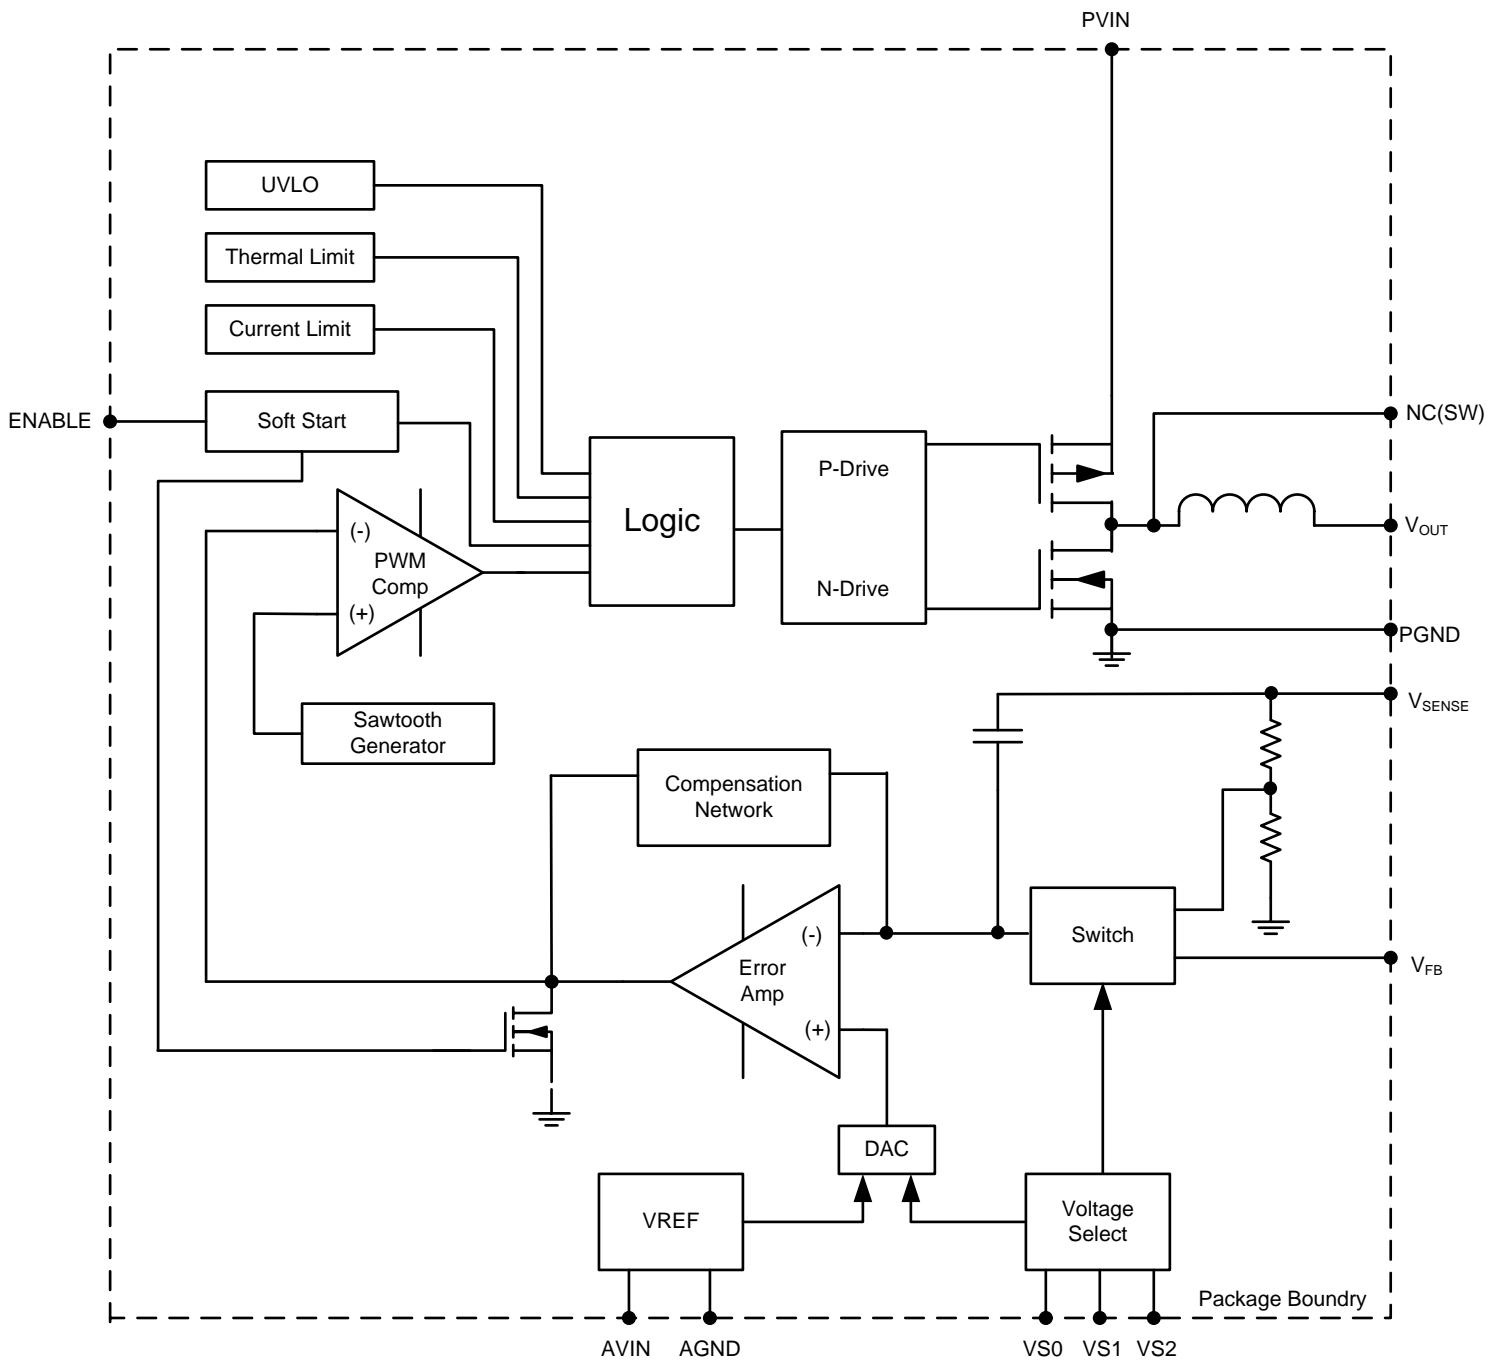 PVIN
UVLO
Thermal Limit
Current Limit
ENABLE
Soft Start
NC(SW)
P-Drive
Logic
(-)
PWM
Comp
(+)
N-Drive
VOUT
PGND
VSENSE
Sawtooth
Generator
Compensation
Network
(-)
Error
Amp
(+)
Switch
VFB
DAC
VREF
Voltage
Select
Package Boundry
AVIN
AGND
VS0
VS1
VS2